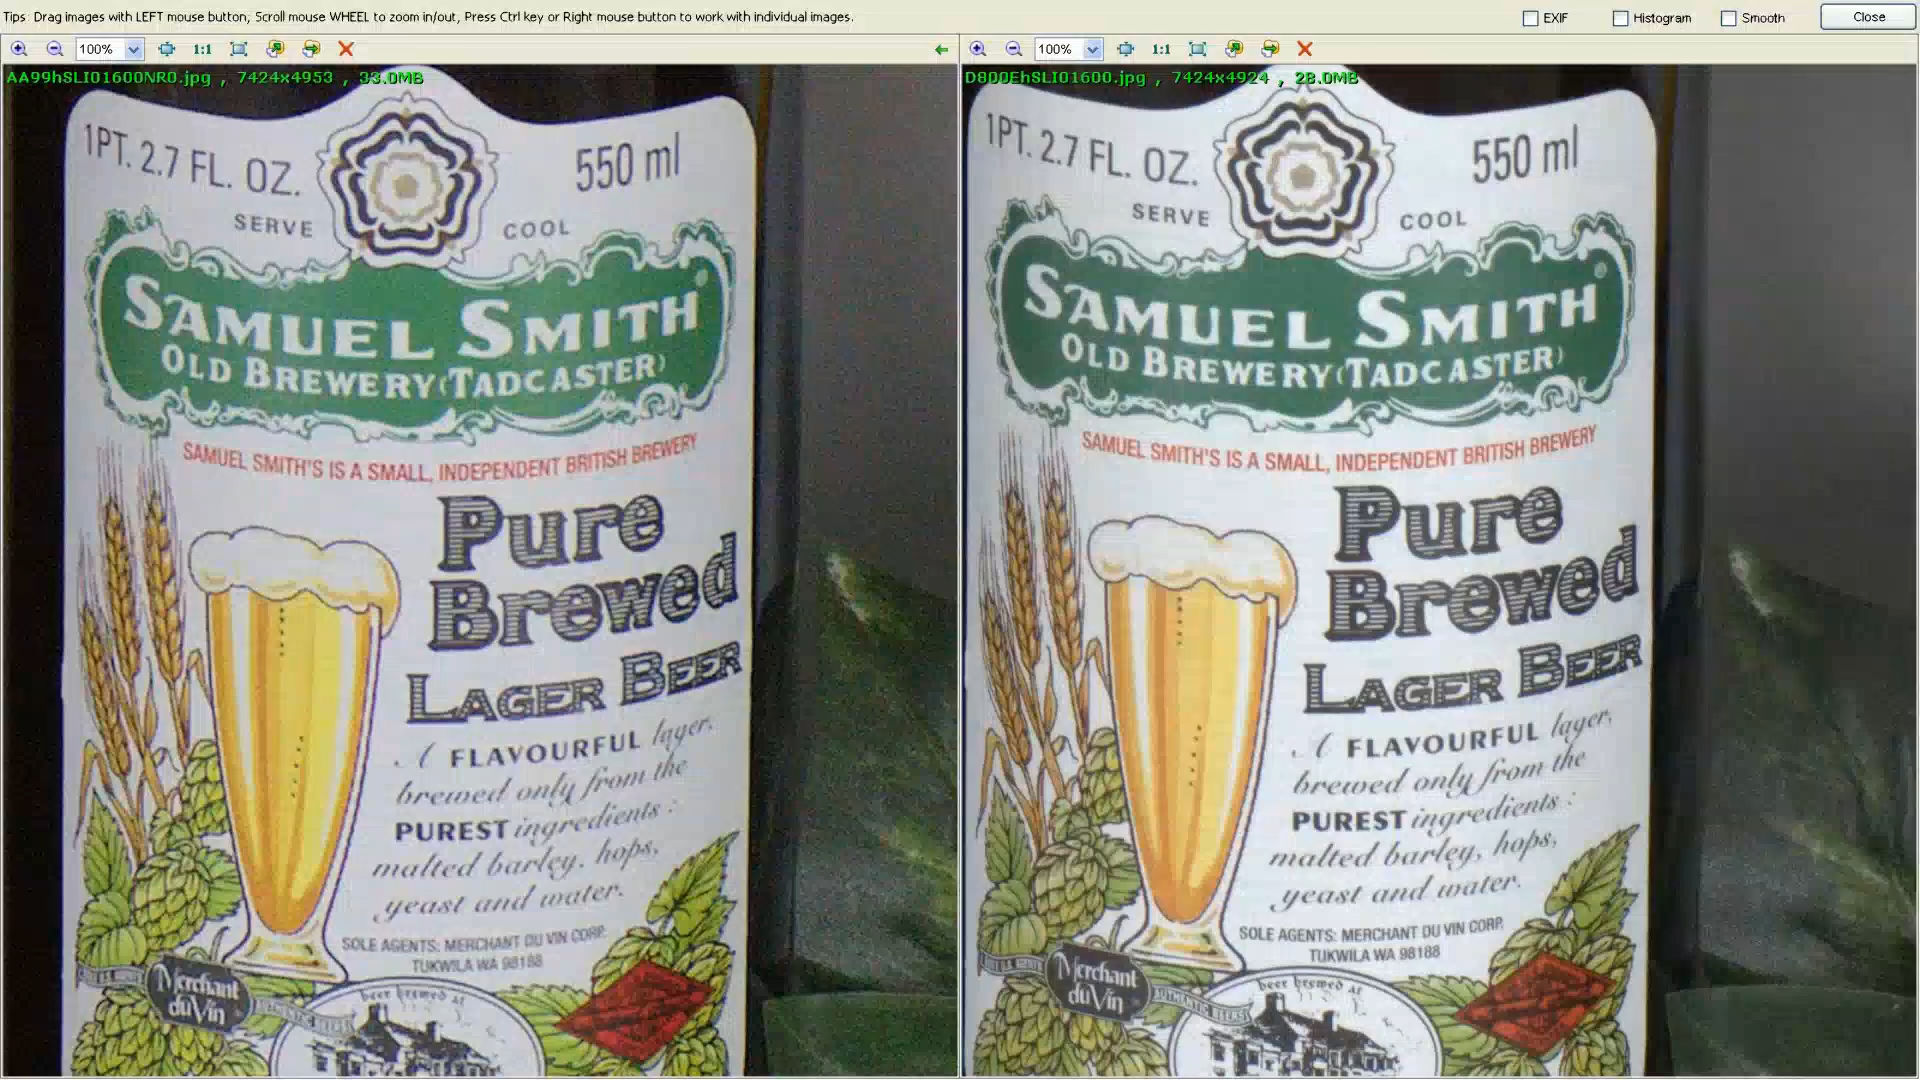 Tips: Drag images with LEFT mouse button, Scroll mouse WHEEL to zoom in/out, Press Ctrl key or Right mouse button to work with individual images.
EXIF
Histogram
Smooth
Close
100%
1:1
100%
1:1
AA99hSLI01600NR0.jpg , 7424x4953 , 33.0MB
1PT. 2.7 FL. OZ.
550 ml
SERVE
COOL
SAMUEL SMITH®
OLD BREWERY (TADCASTER)
SAMUEL SMITH'S IS A SMALL, INDEPENDENT BRITISH BREWERY
Pure
Brewed
LAGER BEER
A FLAVOURFUL lager,
brewed only from the
PUREST ingredients :
malted barley, hops,
yeast and water.
SOLE AGENTS: MERCHANT DU VIN CORP.
TUKWILA WA 98188
Merchant
du Vin
beer brewed at
D800EhSLI01600.jpg , 7424x4924 , 28.0MB
1PT. 2.7 FL. OZ.
550 ml
SERVE
COOL
SAMUEL SMITH®
OLD BREWERY (TADCASTER)
SAMUEL SMITH'S IS A SMALL, INDEPENDENT BRITISH BREWERY
Pure
Brewed
LAGER BEER
A FLAVOURFUL lager,
brewed only from the
PUREST ingredients :
malted barley, hops,
yeast and water.
SOLE AGENTS: MERCHANT DU VIN CORP.
TUKWILA WA 98188
Merchant
du Vin
beer brewed at